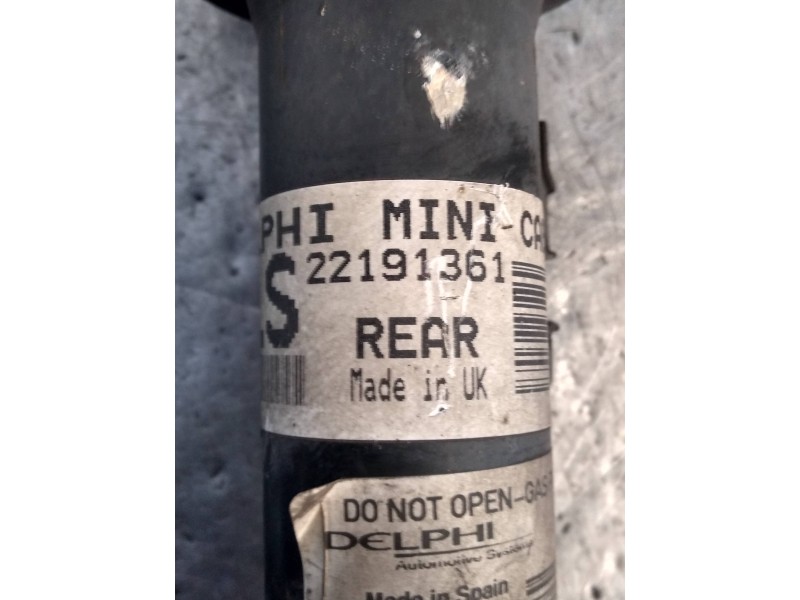 PHI MINI CA
S 22191361
REAR
Made in UK
DO NOT OPEN-GAS
DELPHI
Automotive Systems
Made in Spain